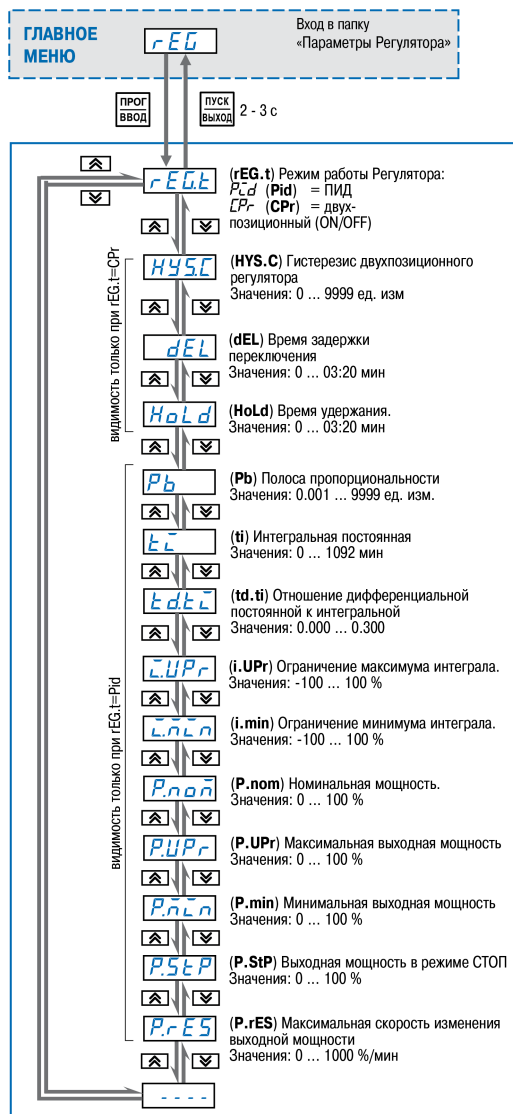 ГЛАВНОЕ
МЕНЮ
rEG
Вход в папку
«Параметры Регулятора»
ПРОГ
ВВОД
ПУСК
ВЫХОД
2 - 3 с
rEG.t
(rEG.t) Режим работы Регулятора:
Pid (Pid) = ПИД
CPr (CPr) = двух-
позиционный (ON/OFF)
видимость только при rEG.t=CPr
HYS.C
(HYS.C) Гистерезис двухпозиционного
регулятора
Значения: 0 ... 9999 ед. изм
dEL
(dEL) Время задержки
переключения
Значения: 0 ... 03:20 мин
HoLd
(HoLd) Время удержания.
Значения: 0 ... 03:20 мин
видимость только при rEG.t=Pid
Pb
(Pb) Полоса пропорциональности
Значения: 0.001 ... 9999 ед. изм.
ti
(ti) Интегральная постоянная
Значения: 0 ... 1092 мин
td.ti
(td.ti) Отношение дифференциальной
постоянной к интегральной
Значения: 0.000 ... 0.300
i.UPr
(i.UPr) Ограничение максимума интеграла.
Значения: -100 ... 100 %
i.min
(i.min) Ограничение минимума интеграла.
Значения: -100 ... 100 %
P.nom
(P.nom) Номинальная мощность.
Значения: 0 ... 100 %
P.UPr
(P.UPr) Максимальная выходная мощность
Значения: 0 ... 100 %
P.min
(P.min) Минимальная выходная мощность
Значения: 0 ... 100 %
P.StP
(P.StP) Выходная мощность в режиме СТОП
Значения: 0 ... 100 %
P.rES
(P.rES) Максимальная скорость изменения
выходной мощности
Значения: 0 ... 1000 %/мин
- - - -